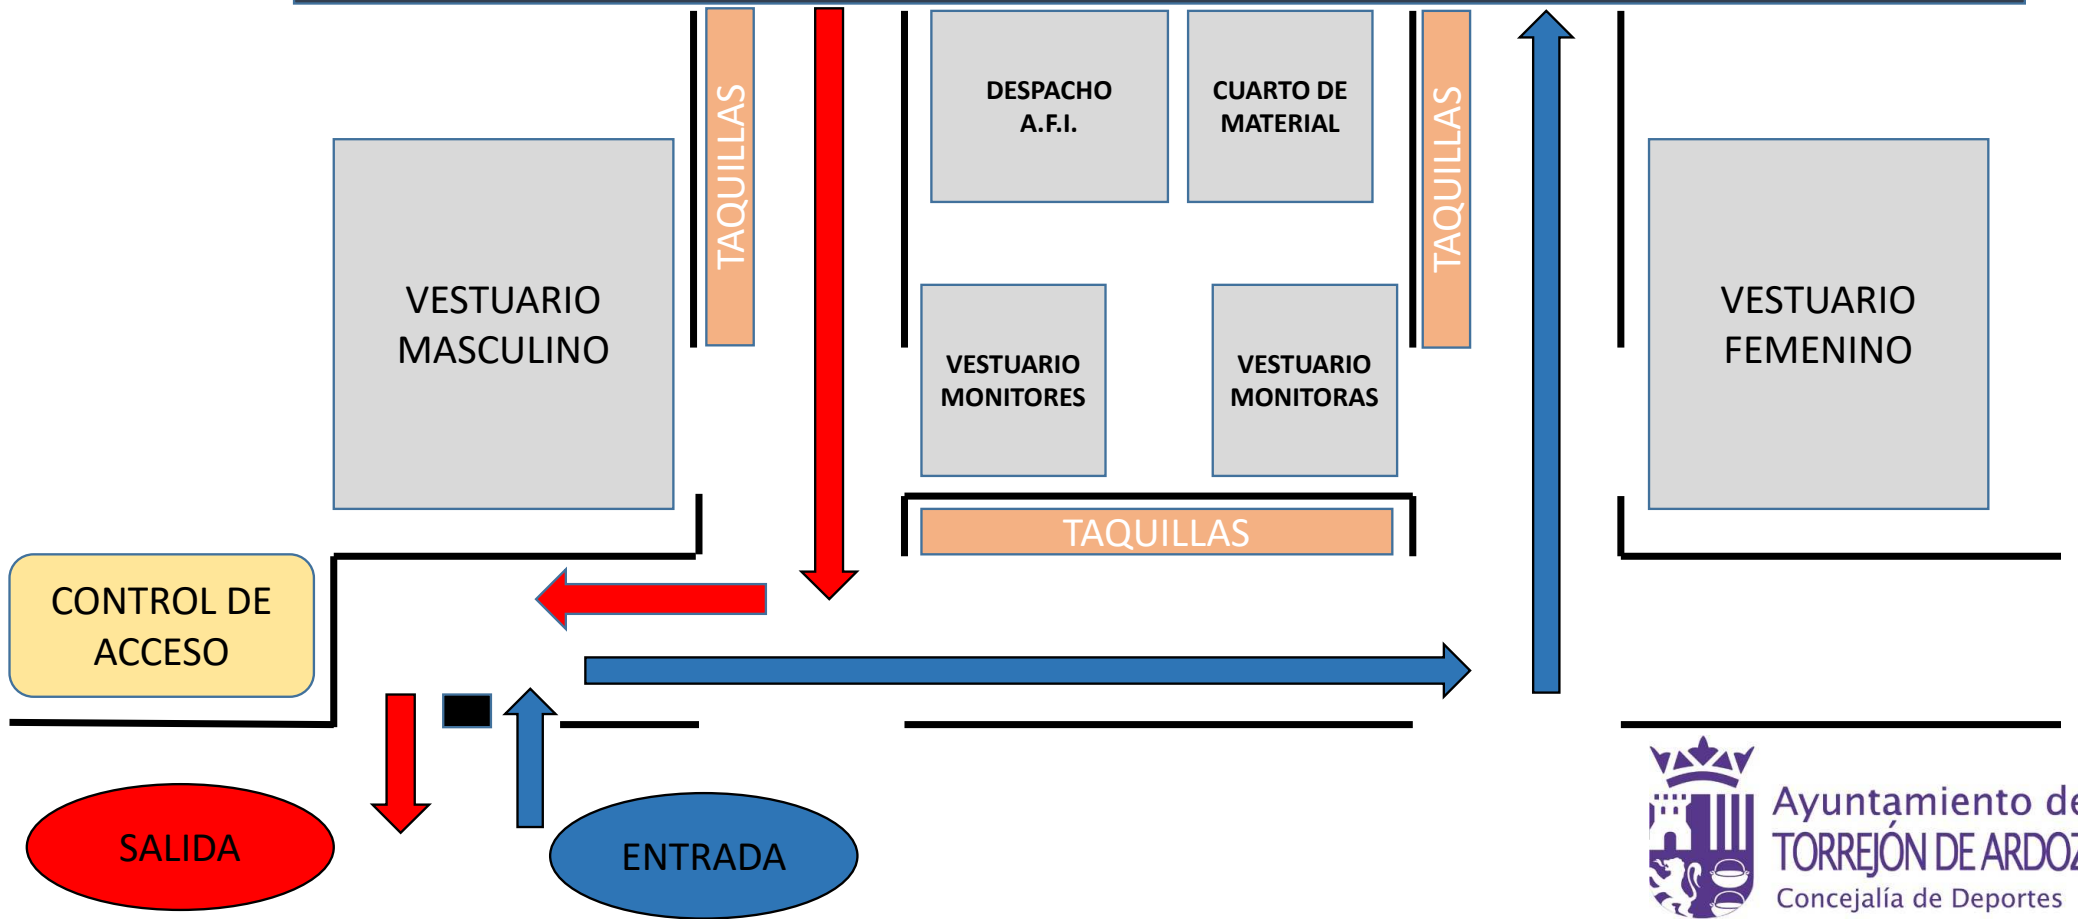 TAQUILLAS
DESPACHO
A.F.I.
CUARTO DE
MATERIAL
TAQUILLAS
VESTUARIO
MASCULINO
VESTUARIO
MONITORES
VESTUARIO
MONITORAS
VESTUARIO
FEMENINO
TAQUILLAS
CONTROL DE
ACCESO
SALIDA
ENTRADA
Ayuntamiento de
TORREJÓN DE ARDOZ
Concejalía de Deportes